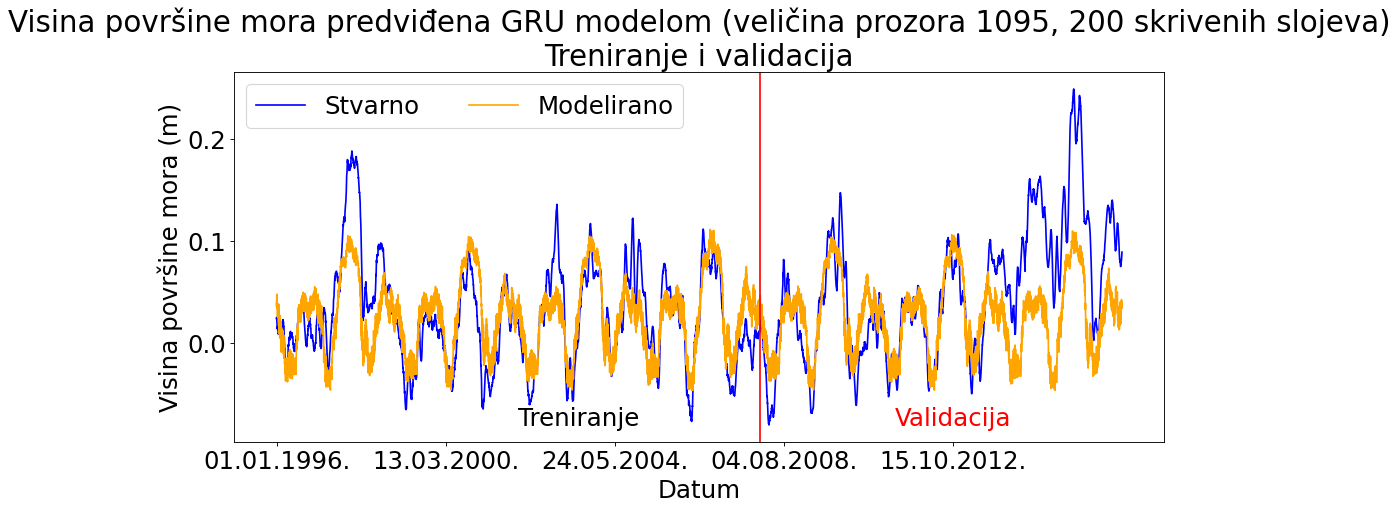 Visina površine mora predviđena GRU modelom (veličina prozora 1095, 200 skrivenih slojeva)
Treniranje i validacija
Stvarno
Modelirano
Visina površine mora (m)
0.2
0.1
0.0
Treniranje
Validacija
01.01.1996.
13.03.2000.
24.05.2004.
04.08.2008.
15.10.2012.
Datum